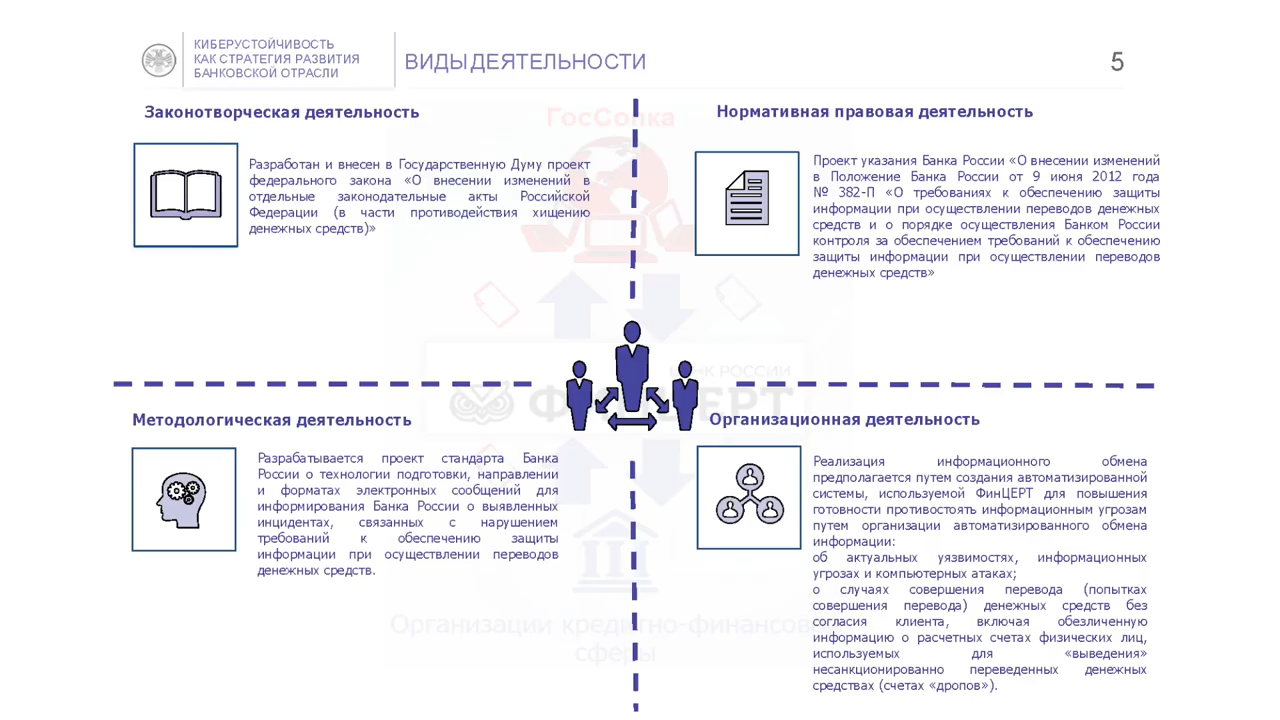 КИБЕРУСТОЙЧИВОСТЬ
КАК СТРАТЕГИЯ РАЗВИТИЯ
БАНКОВСКОЙ ОТРАСЛИ
ВИДЫ ДЕЯТЕЛЬНОСТИ
5
Законотворческая деятельность
Разработан и внесен в Государственную Думу проект
федерального закона «О внесении изменений в
отдельные законодательные акты Российской
Федерации (в части противодействия хищению
денежных средств)»
Нормативная правовая деятельность
Проект указания Банка России «О внесении изменений
в Положение Банка России от 9 июня 2012 года
№ 382-П «О требованиях к обеспечению защиты
информации при осуществлении переводов денежных
средств и о порядке осуществления Банком России
контроля за обеспечением требований к обеспечению
защиты информации при осуществлении переводов
денежных средств»
ГосСопка
БАНК РОССИИ
ФИНЦЕРТ
Методологическая деятельность
Разрабатывается проект стандарта Банка
России о технологии подготовки, направлении
и форматах электронных сообщений для
информирования Банка России о выявленных
инцидентах, связанных с нарушением
требований к обеспечению защиты
информации при осуществлении переводов
денежных средств.
Организационная деятельность
Реализация информационного обмена
предполагается путем создания автоматизированной
системы, используемой ФинЦЕРТ для повышения
готовности противостоять информационным угрозам
путем организации автоматизированного обмена
информации:
об актуальных уязвимостях, информационных
угрозах и компьютерных атаках;
о случаях совершения перевода (попытках
совершения перевода) денежных средств без
согласия клиента, включая обезличенную
информацию о расчетных счетах физических лиц,
используемых для «выведения»
несанкционированно переведенных денежных
средствах (счетах «дропов»).
Организации кредитно-финансовой
сферы